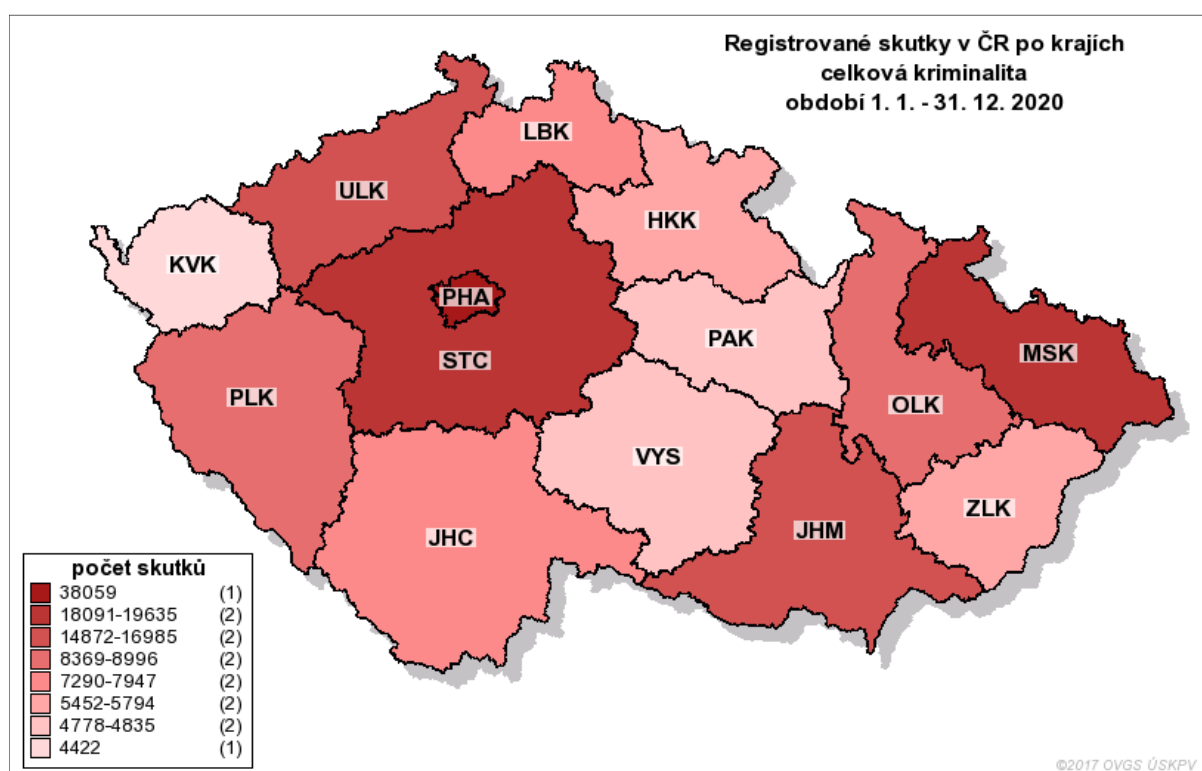 Registrované skutky v ČR po krajích
celková kriminalita
období 1. 1. - 31. 12. 2020
LBK
ULK
HKK
KVK
PHA
PAK
STC
MSK
PLK
OLK
VYS
ZLK
JHC
JHM
počet skutků
38059 (1)
18091-19635 (2)
14872-16985 (2)
8369-8996 (2)
7290-7947 (2)
5452-5794 (2)
4778-4835 (2)
4422 (1)
©2017 OVGS ÚSKPV